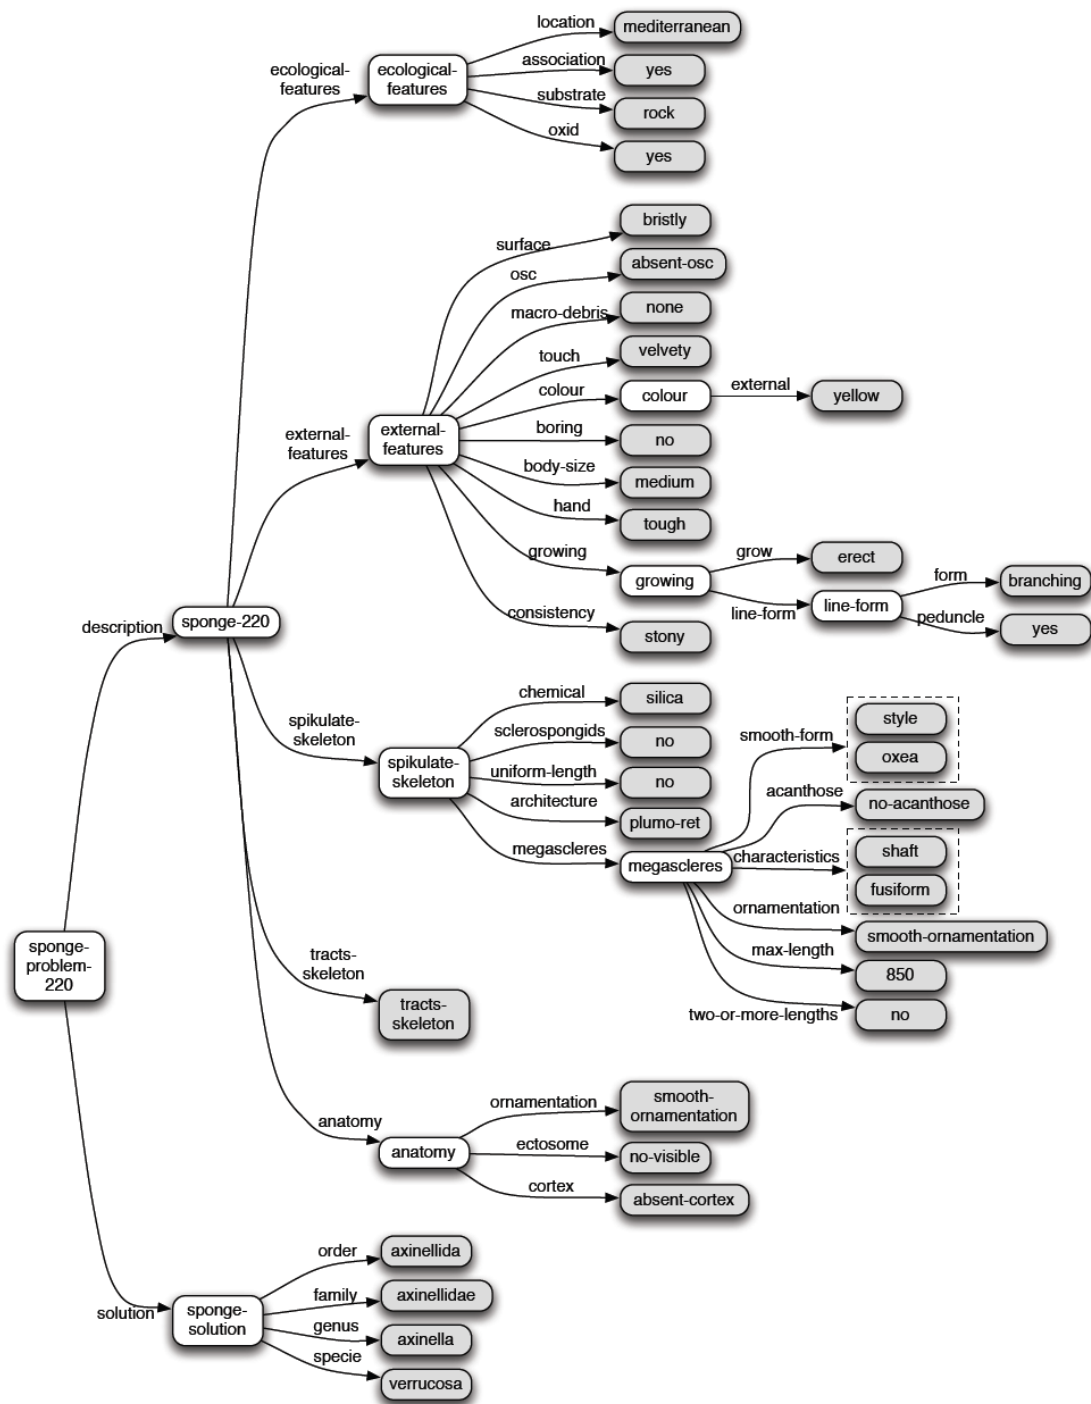 location
mediterranean
ecological-
features
ecological-
features
association
yes
substrate
rock
oxid
yes
surface
bristly
osc
absent-osc
macro-debris
none
touch
velvety
colour
colour
external
yellow
external-
features
external-
features
boring
no
body-size
medium
hand
tough
growing
growing
grow
erect
line-form
line-form
form
branching
peduncle
yes
consistency
stony
description
sponge-220
spikulate-
skeleton
spikulate-
skeleton
chemical
silica
sclerospongids
no
uniform-length
no
architecture
plumo-ret
megascleres
megascleres
smooth-form
style
oxea
acanthose
no-acanthose
characteristics
shaft
fusiform
ornamentation
smooth-ornamentation
max-length
850
two-or-more-lengths
no
sponge-
problem-
220
tracts-
skeleton
tracts-
skeleton
anatomy
anatomy
ornamentation
smooth-
ornamentation
ectosome
no-visible
cortex
absent-cortex
solution
sponge-
solution
order
axinellida
family
axinellidae
genus
axinella
specie
verrucosa